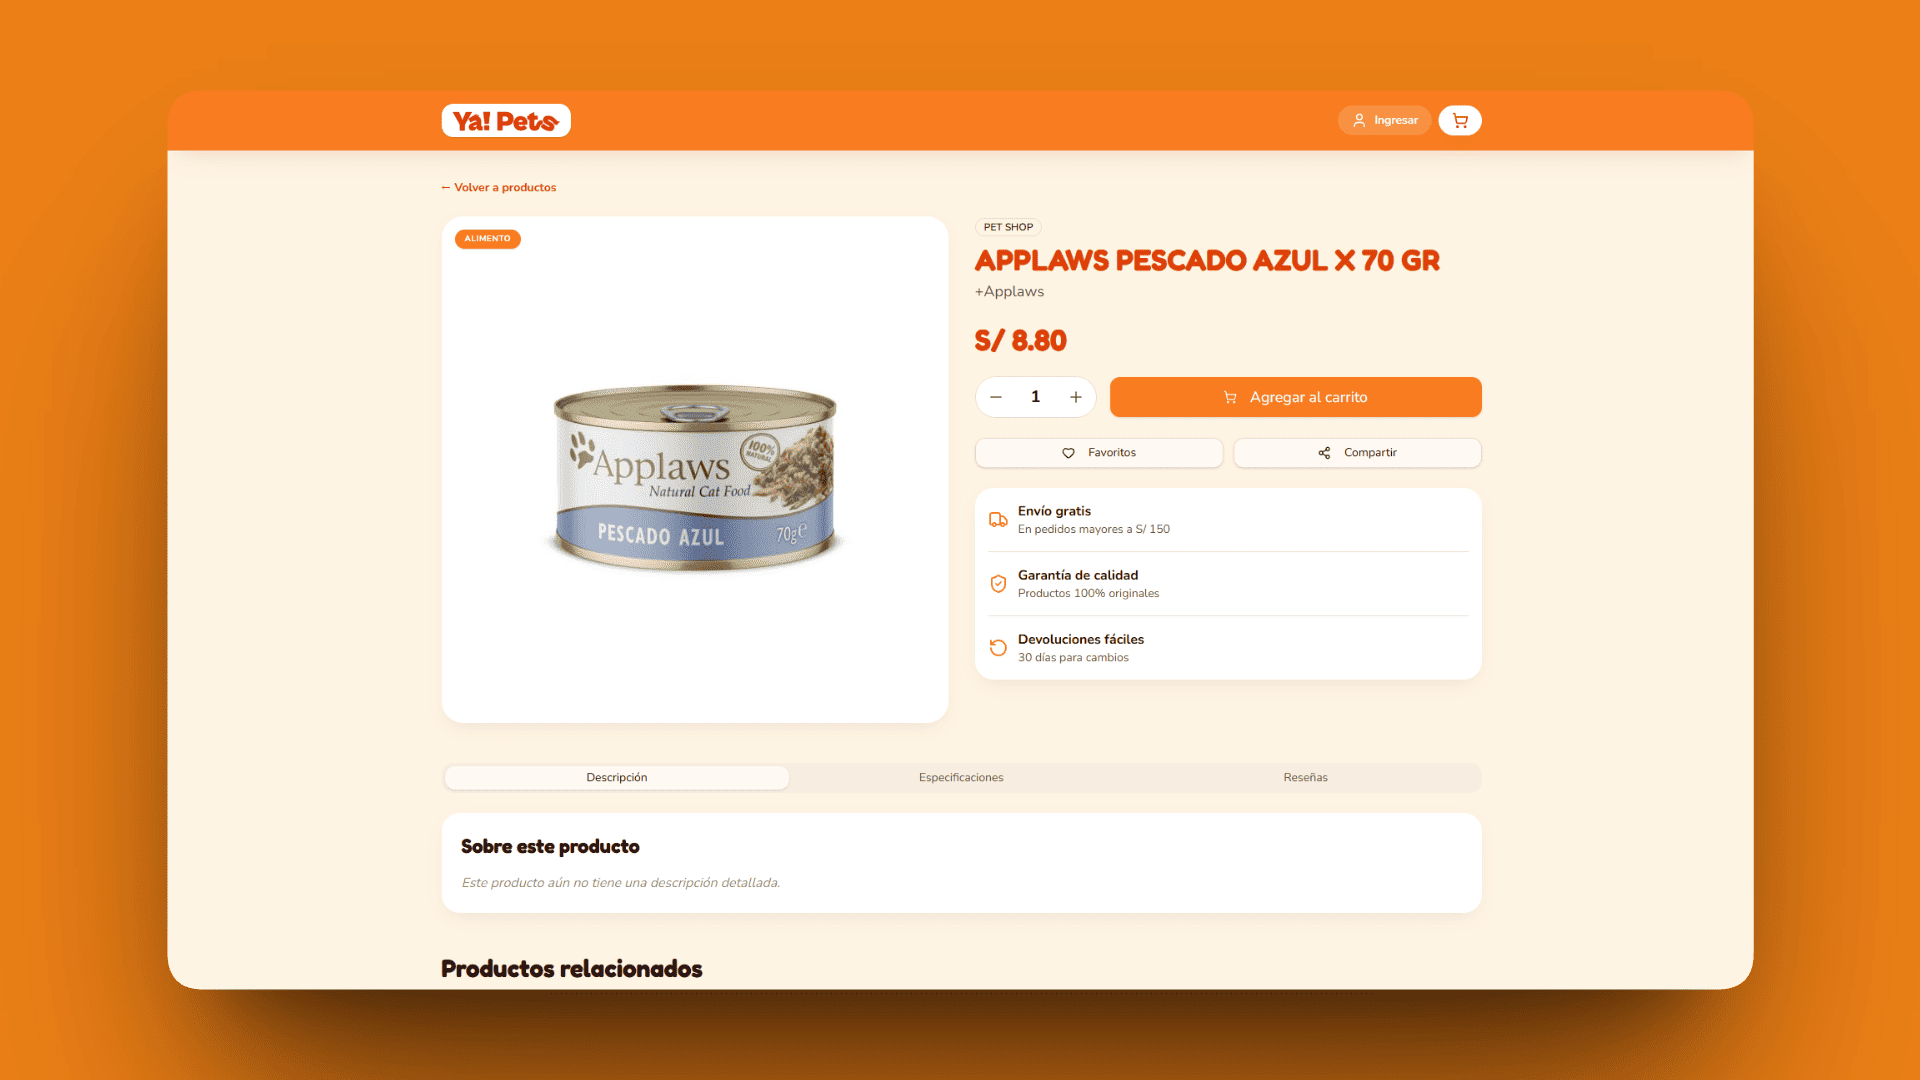 Ya! Pets
Ingresar
← Volver a productos
ALIMENTO
Applaws
100%
NATURAL
Natural Cat Food
PESCADO AZUL
70g℮
PET SHOP
APPLAWS PESCADO AZUL X 70 GR
+Applaws
S/ 8.80
− 1 +
Agregar al carrito
Favoritos
Compartir
Envío gratis
En pedidos mayores a S/ 150
Garantía de calidad
Productos 100% originales
Devoluciones fáciles
30 días para cambios
Descripción
Especificaciones
Reseñas
Sobre este producto
Este producto aún no tiene una descripción detallada.
Productos relacionados